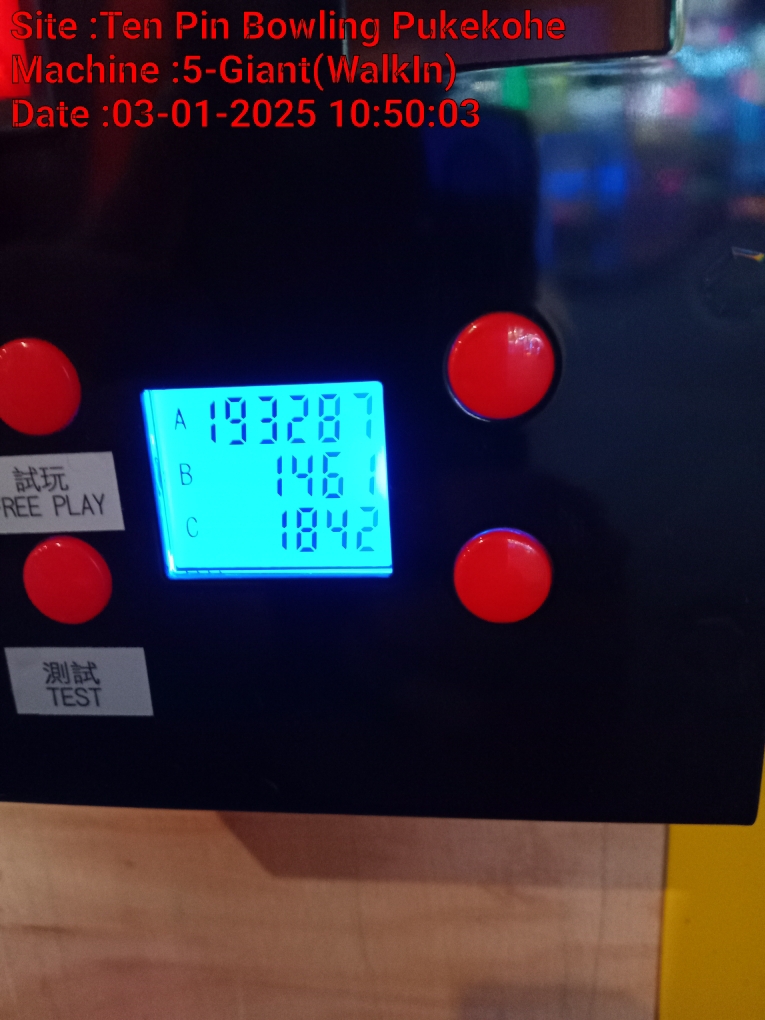 Site :Ten Pin Bowling Pukekohe
Machine :5-Giant(WalkIn)
Date :03-01-2025 10:50:03
A 193287
B 1461
C 1842
試玩
REE PLAY
測試
TEST